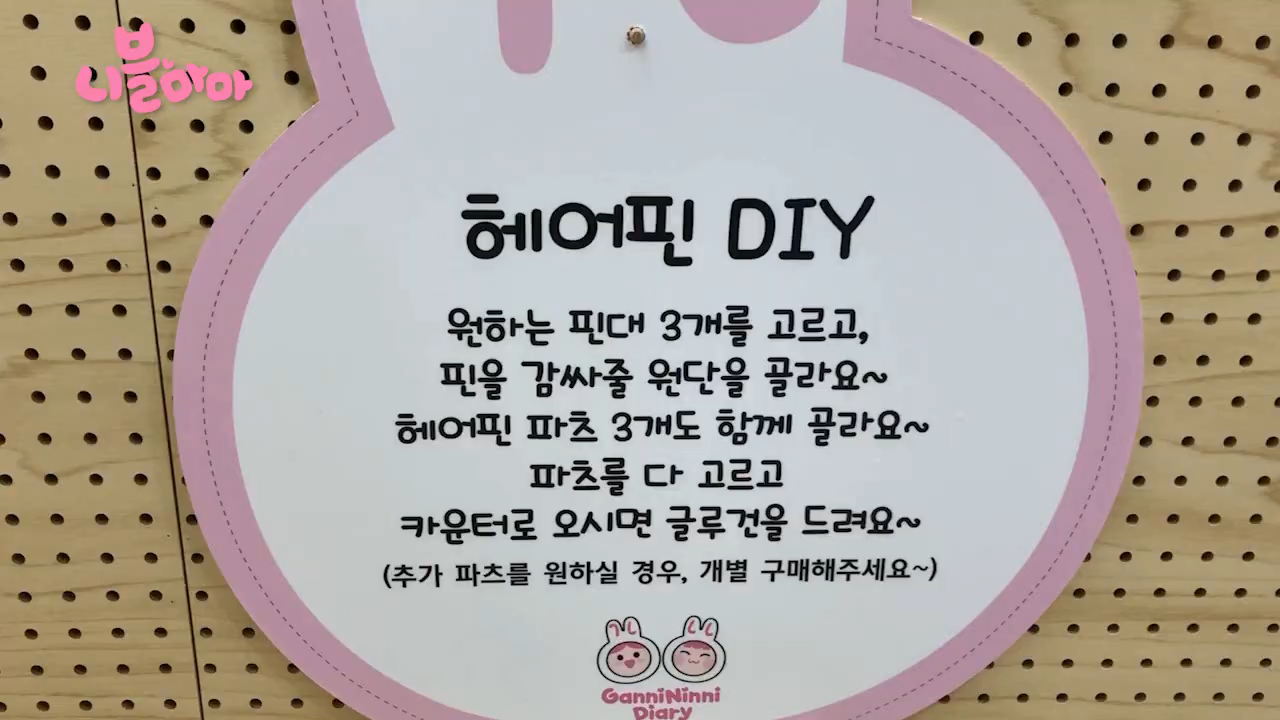 니블마마
헤어핀 DIY
원하는 핀대 3개를 고르고,
핀을 감싸줄 원단을 골라요~
헤어핀 파츠 3개도 함께 골라요~
파츠를 다 고르고
카운터로 오시면 글루건을 드려요~
(추가 파츠를 원하실 경우, 개별 구매해주세요~)
GanniNinni
Diary